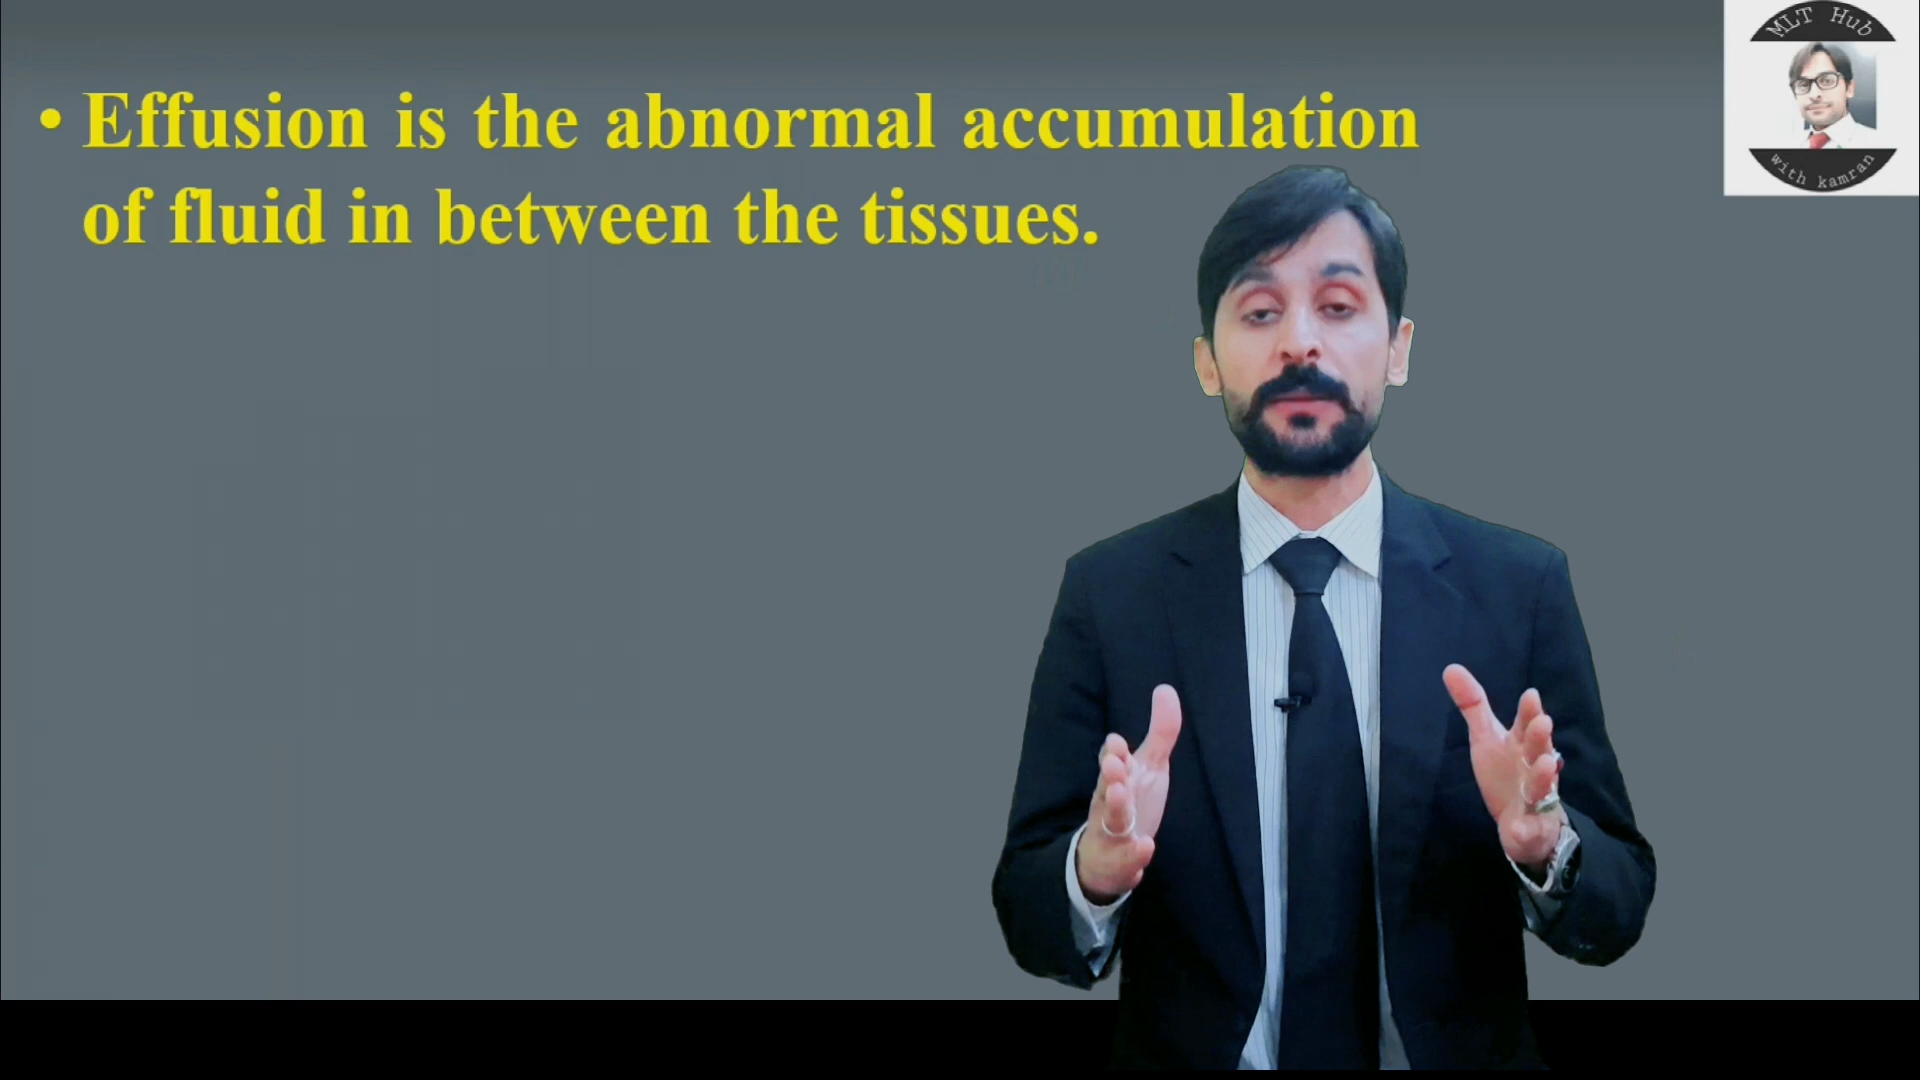 MLT Hub
• Effusion is the abnormal accumulation
of fluid in between the tissues.
with kamran